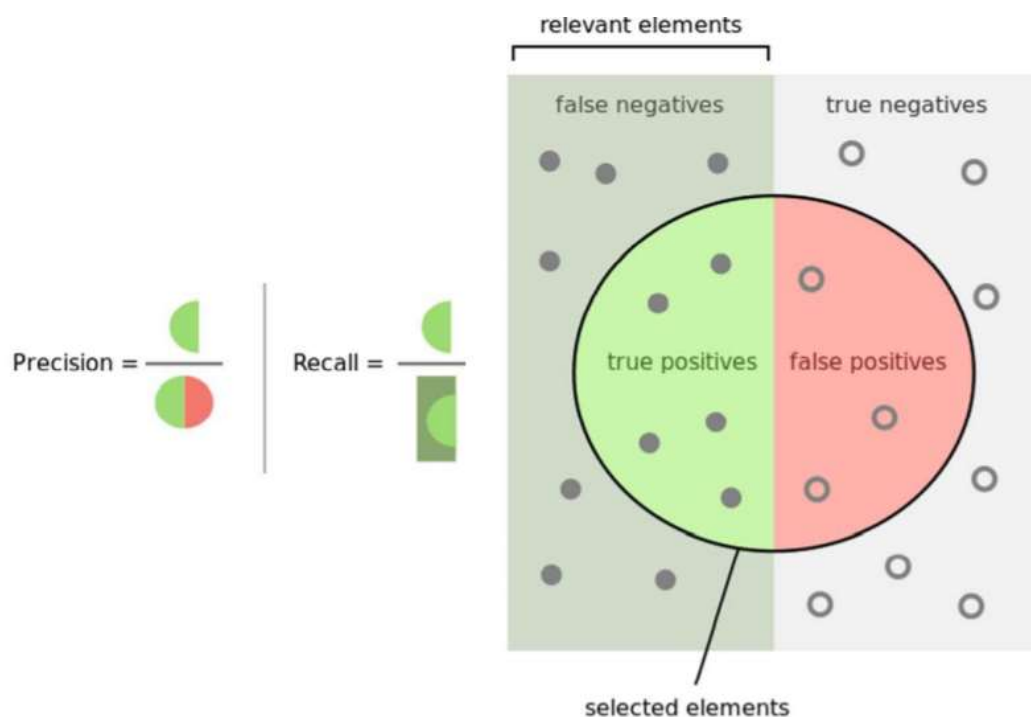 relevant elements
false negatives
true negatives
Precision =
Recall =
true positives
false positives
selected elements